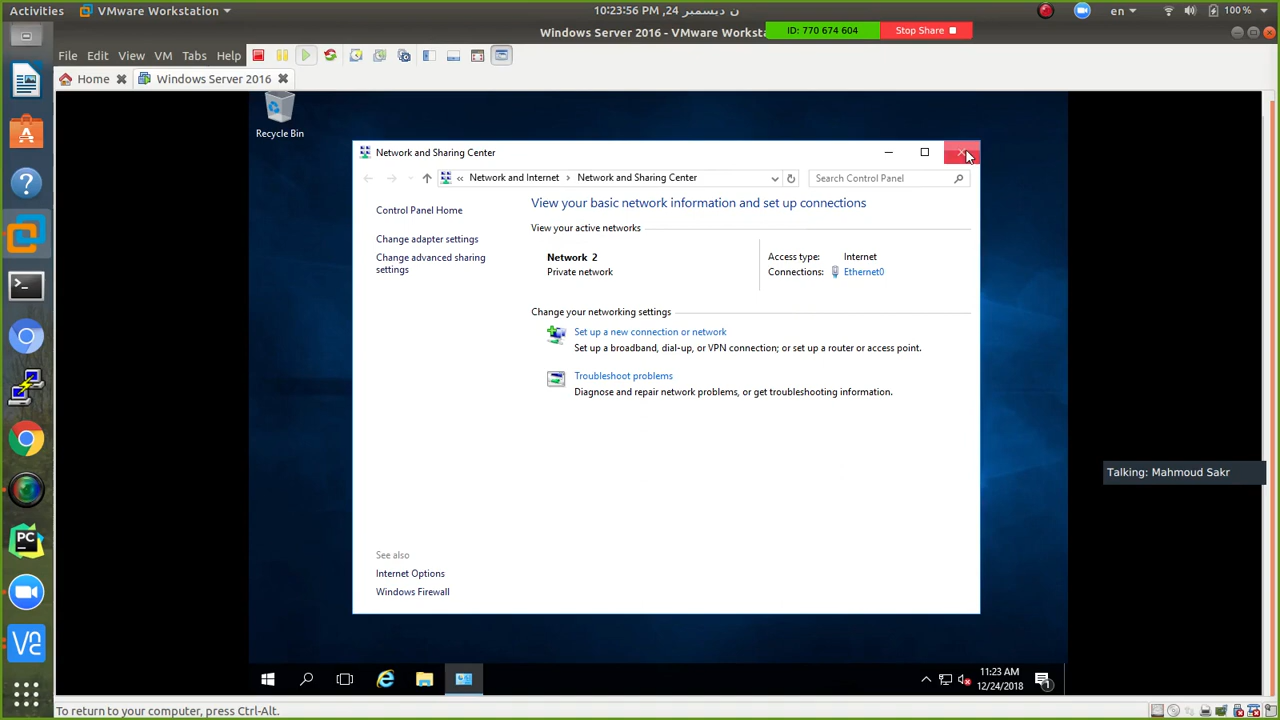 Activities
VMware Workstation
ن ديسمبر 24, 10:23:56 PM
en
100 %
Windows Server 2016 - VMware Worksta
ID: 770 674 604
Stop Share
File Edit View VM Tabs Help
Home
Windows Server 2016
Recycle Bin
Network and Sharing Center
« Network and Internet › Network and Sharing Center
Search Control Panel
Control Panel Home
Change adapter settings
Change advanced sharing
settings
View your basic network information and set up connections
View your active networks
Network 2
Private network
Access type: Internet
Connections: Ethernet0
Change your networking settings
Set up a new connection or network
Set up a broadband, dial-up, or VPN connection; or set up a router or access point.
Troubleshoot problems
Diagnose and repair network problems, or get troubleshooting information.
Talking: Mahmoud Sakr
See also
Internet Options
Windows Firewall
11:23 AM
12/24/2018
1
To return to your computer, press Ctrl-Alt.